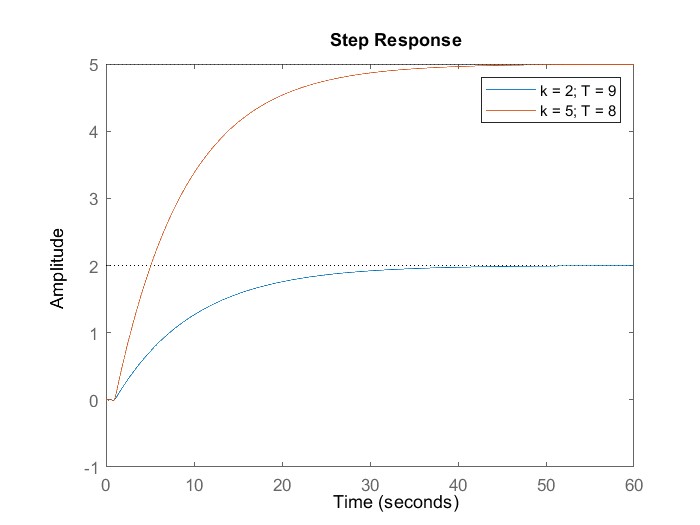 Step Response
5
k = 2; T = 9
k = 5; T = 8
4
3
Amplitude
2
1
0
-1
0 10 20 30 40 50 60
Time (seconds)